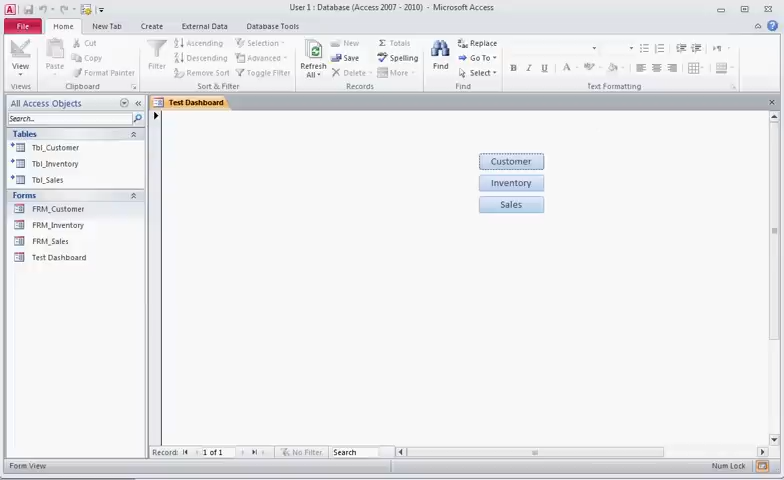 User 1 : Database (Access 2007 - 2010) - Microsoft Access
File Home New Tab Create External Data Database Tools
View
Views
Paste
Cut
Copy
Format Painter
Clipboard
Filter
Ascending
Descending
Remove Sort
Selection
Advanced
Toggle Filter
Sort & Filter
Refresh
All
New
Save
Delete
Totals
Spelling
More
Records
Find
Replace
Go To
Select
Find
B I U A
Text Formatting
All Access Objects
Search...
Tables
Tbl_Customer
Tbl_Inventory
Tbl_Sales
Forms
FRM_Customer
FRM_Inventory
FRM_Sales
Test Dashboard
Test Dashboard
Customer
Inventory
Sales
Record: 1 of 1 No Filter Search
Form View
Num Lock